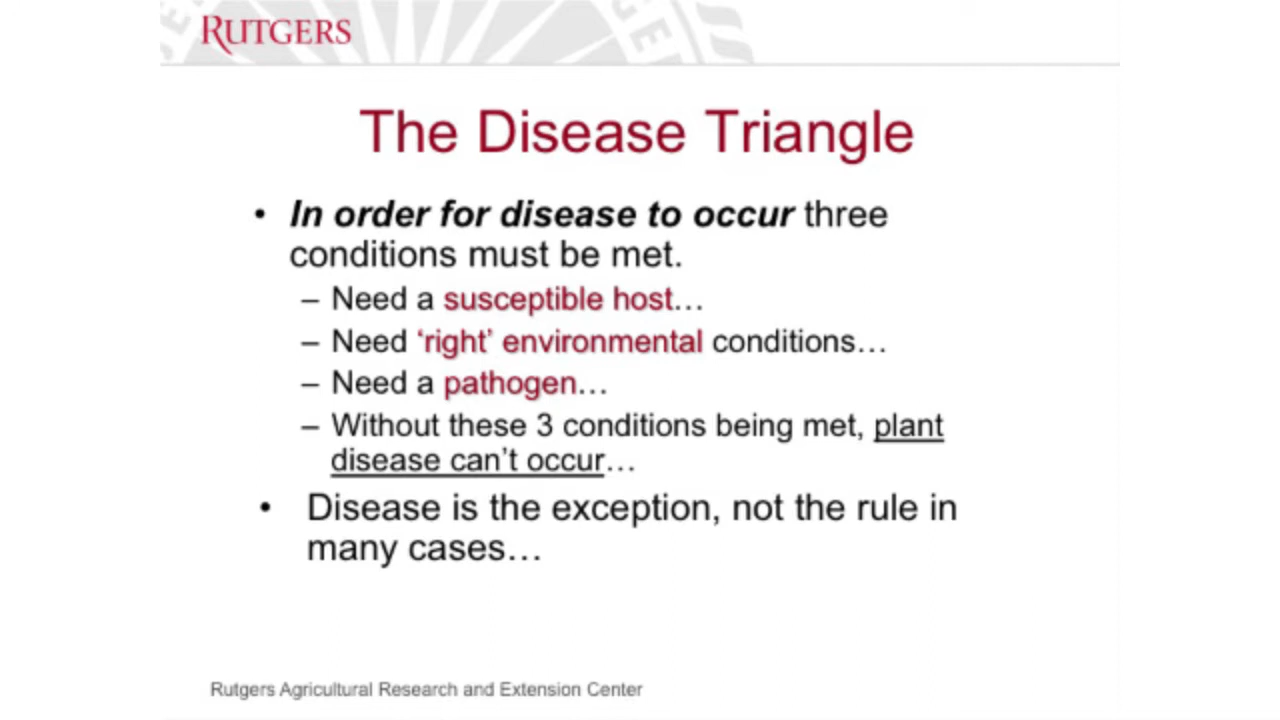 RUTGERS
The Disease Triangle
• In order for disease to occur three
conditions must be met.
– Need a susceptible host…
– Need ‘right’ environmental conditions…
– Need a pathogen…
– Without these 3 conditions being met, plant
disease can’t occur…
• Disease is the exception, not the rule in
many cases…
Rutgers Agricultural Research and Extension Center